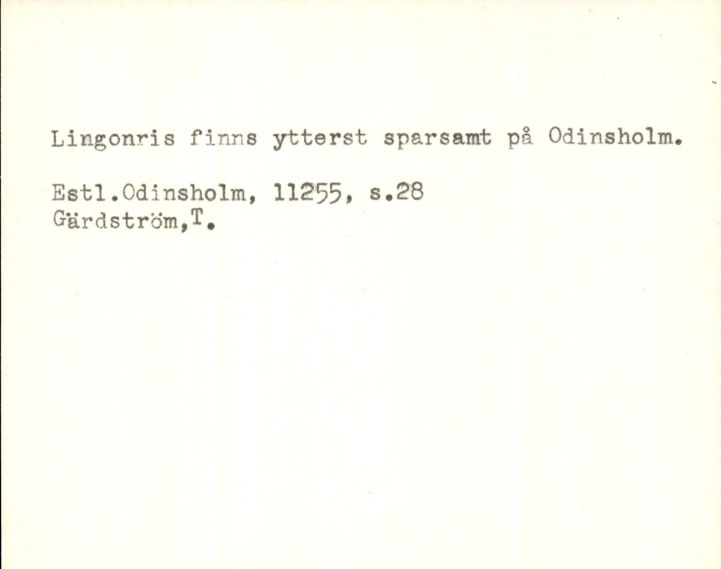 Lingonris finns ytterst sparsamt på Odinsholm.
Estl.Odinsholm, 11255, s.28
Gärdström,T.